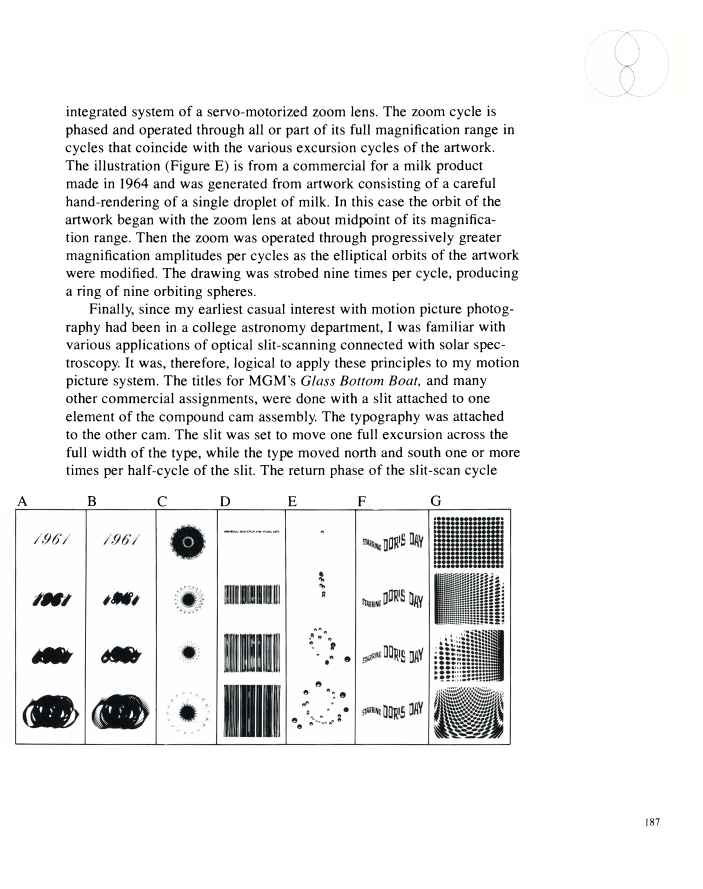 integrated system of a servo-motorized zoom lens. The zoom cycle is
phased and operated through all or part of its full magnification range in
cycles that coincide with the various excursion cycles of the artwork.
The illustration (Figure E) is from a commercial for a milk product
made in 1964 and was generated from artwork consisting of a careful
hand-rendering of a single droplet of milk. In this case the orbit of the
artwork began with the zoom lens at about midpoint of its magnifica-
tion range. Then the zoom was operated through progressively greater
magnification amplitudes per cycles as the elliptical orbits of the artwork
were modified. The drawing was strobed nine times per cycle, producing
a ring of nine orbiting spheres.
Finally, since my earliest casual interest with motion picture photog-
raphy had been in a college astronomy department, I was familiar with
various applications of optical slit-scanning connected with solar spec-
troscopy. It was, therefore, logical to apply these principles to my motion
picture system. The titles for MGM's Glass Bottom Boat, and many
other commercial assignments, were done with a slit attached to one
element of the compound cam assembly. The typography was attached
to the other cam. The slit was set to move one full excursion across the
full width of the type, while the type moved north and south one or more
times per half-cycle of the slit. The return phase of the slit-scan cycle
A B C D E F G
1961 1961 STARRING DORIS DAY
1961 1961 STARRING DORIS DAY
STARRING DORIS DAY
STARRING DORIS DAY
187